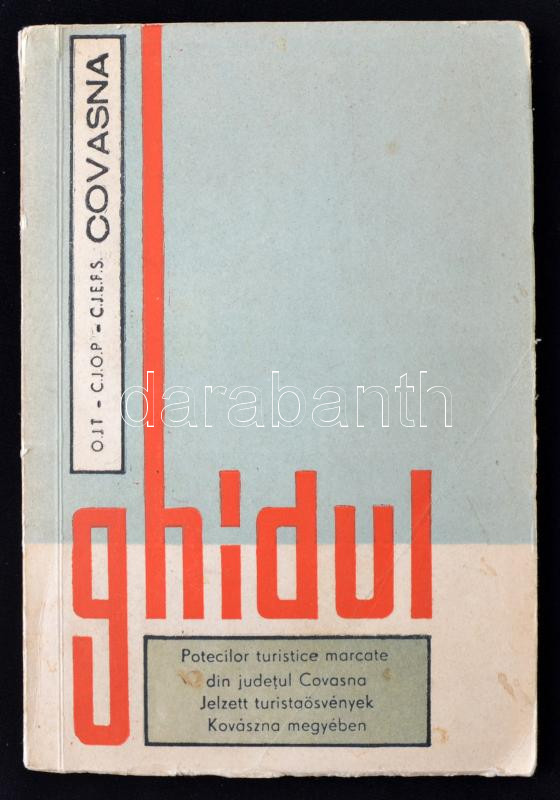 O.J.T - C.J.O.P - C.J.E.F.S. COVASNA
ghidul
Potecilor turistice marcate
din județul Covasna
Jelzett turistaösvények
Kovászna megyében
darabanth